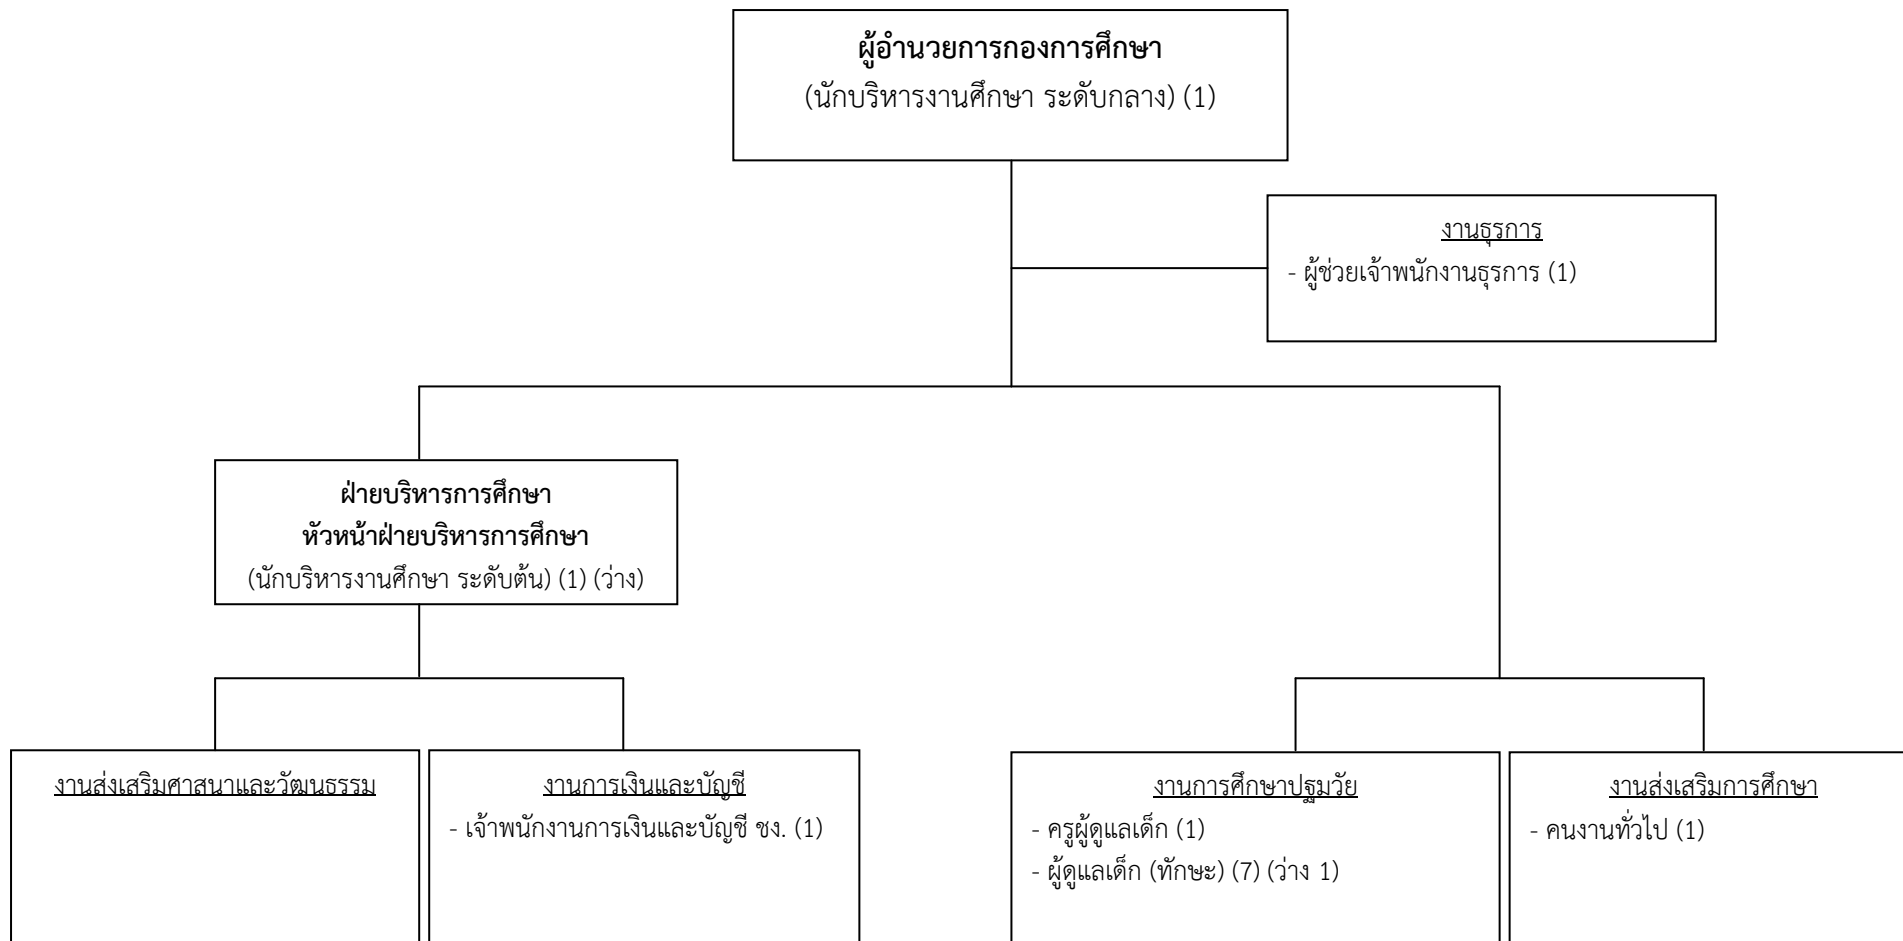 ผู้อำนวยการกองการศึกษา
(นักบริหารงานศึกษา ระดับกลาง) (1)
งานธุรการ
- ผู้ช่วยเจ้าพนักงานธุรการ (1)
ฝ่ายบริหารการศึกษา
หัวหน้าฝ่ายบริหารการศึกษา
(นักบริหารงานศึกษา ระดับต้น) (1) (ว่าง)
งานส่งเสริมศาสนาและวัฒนธรรม
งานการเงินและบัญชี
- เจ้าพนักงานการเงินและบัญชี ชง. (1)
งานการศึกษาปฐมวัย
- ครูผู้ดูแลเด็ก (1)
- ผู้ดูแลเด็ก (ทักษะ) (7) (ว่าง 1)
งานส่งเสริมการศึกษา
- คนงานทั่วไป (1)